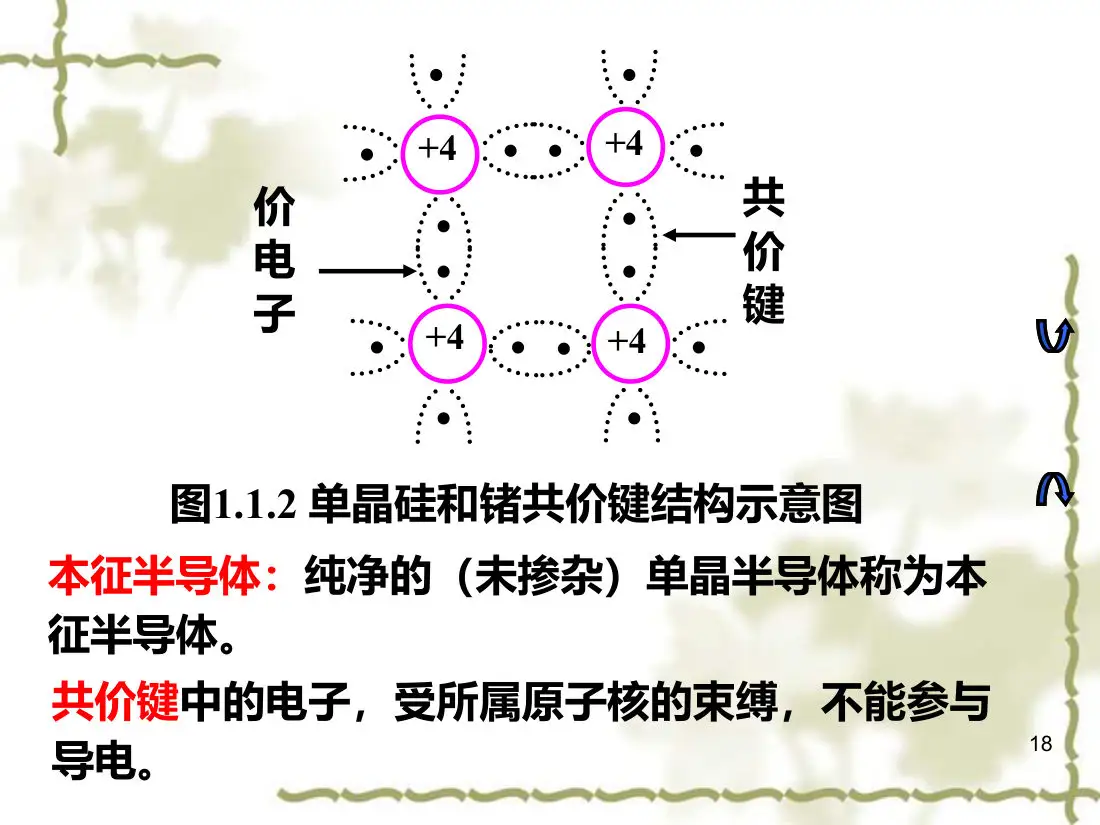 +4
+4
价电子
共价键
+4
+4
图1.1.2 单晶硅和锗共价键结构示意图
本征半导体：纯净的（未掺杂）单晶半导体称为本
征半导体。
共价键中的电子，受所属原子核的束缚，不能参与
导电。
18